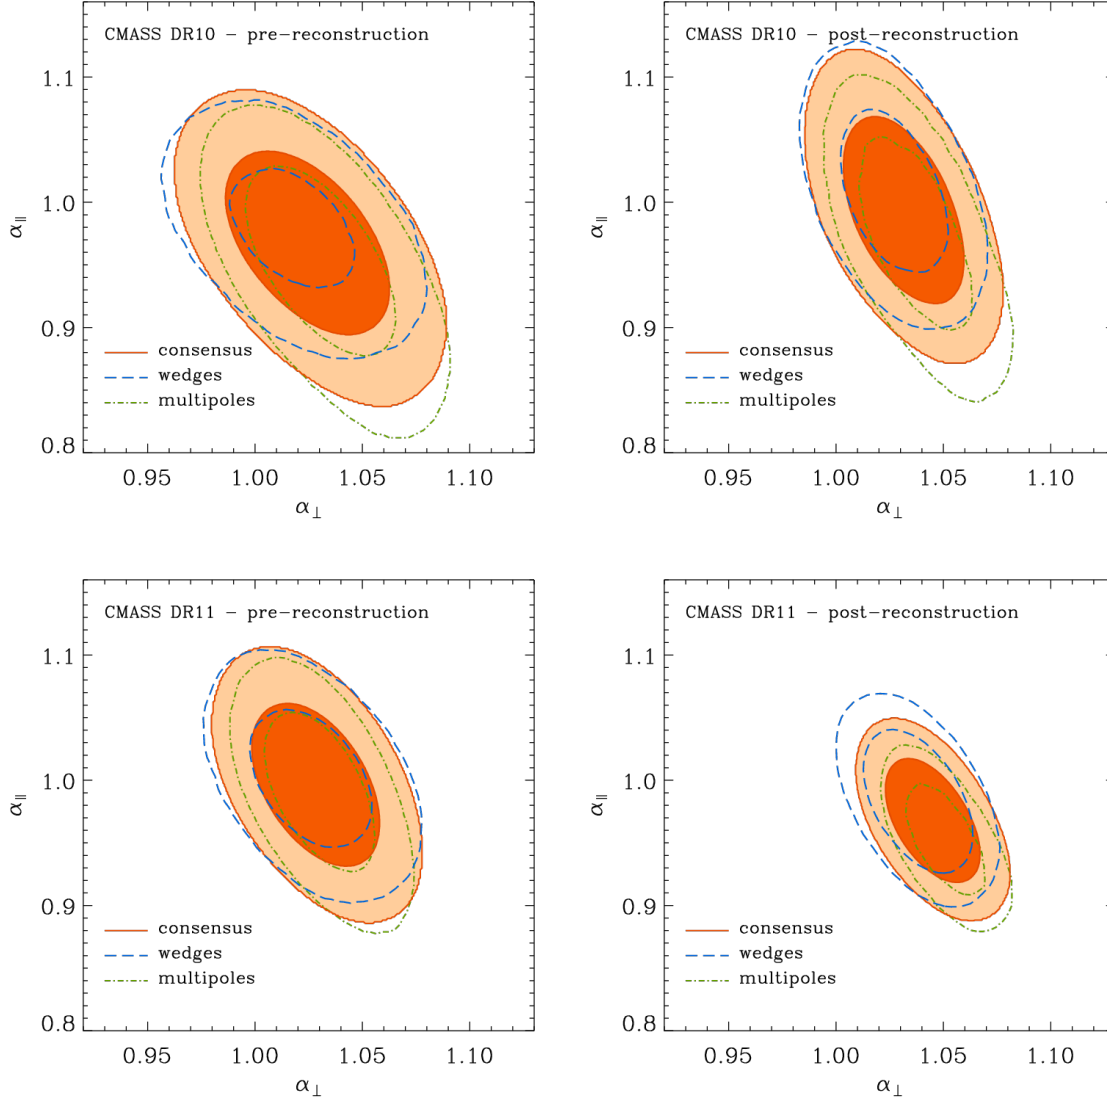 CMASS DR10 – pre–reconstruction
1.1
1.0
0.9
0.8
α∥
consensus
wedges
multipoles
0.95 1.00 1.05 1.10
α⊥
CMASS DR10 – post–reconstruction
1.1
1.0
0.9
0.8
α∥
consensus
wedges
multipoles
0.95 1.00 1.05 1.10
α⊥
CMASS DR11 – pre–reconstruction
1.1
1.0
0.9
0.8
α∥
consensus
wedges
multipoles
0.95 1.00 1.05 1.10
α⊥
CMASS DR11 – post–reconstruction
1.1
1.0
0.9
0.8
α∥
consensus
wedges
multipoles
0.95 1.00 1.05 1.10
α⊥